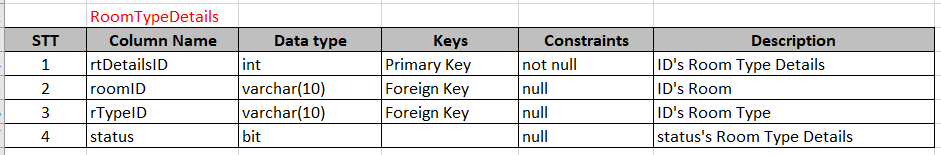 RoomTypeDetails
STT Column Name Data type Keys Constraints Description
1 rtDetailsID int Primary Key not null ID's Room Type Details
2 roomID varchar(10) Foreign Key null ID's Room
3 rTypeID varchar(10) Foreign Key null ID's Room Type
4 status bit null status's Room Type Details